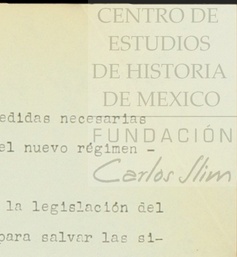 CENTRO DE
ESTUDIOS
DE HISTORIA
DE MEXICO
FUNDACIÓN
Carlos Slim
edidas necesarias
el nuevo régimen -
la legislación del
para salvar las si-